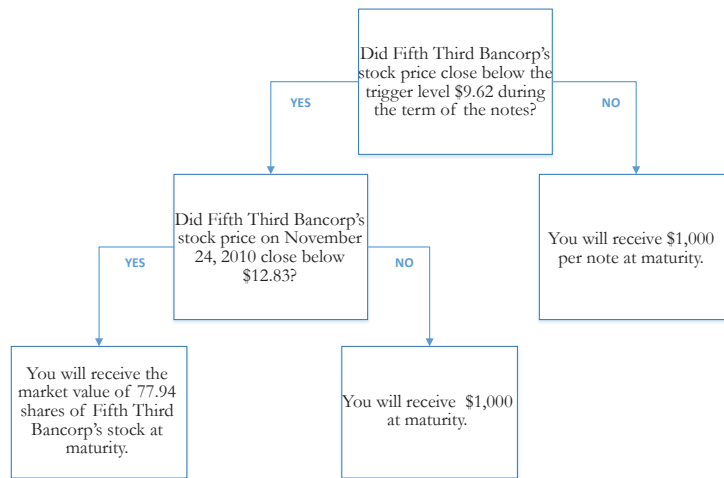 Did Fifth Third Bancorp's
stock price close below the
trigger level $9.62 during
the term of the notes?
YES
NO
Did Fifth Third Bancorp's
stock price on November
24, 2010 close below
$12.83?
You will receive $1,000
per note at maturity.
YES
NO
You will receive the
market value of 77.94
shares of Fifth Third
Bancorp's stock at
maturity.
You will receive $1,000
at maturity.